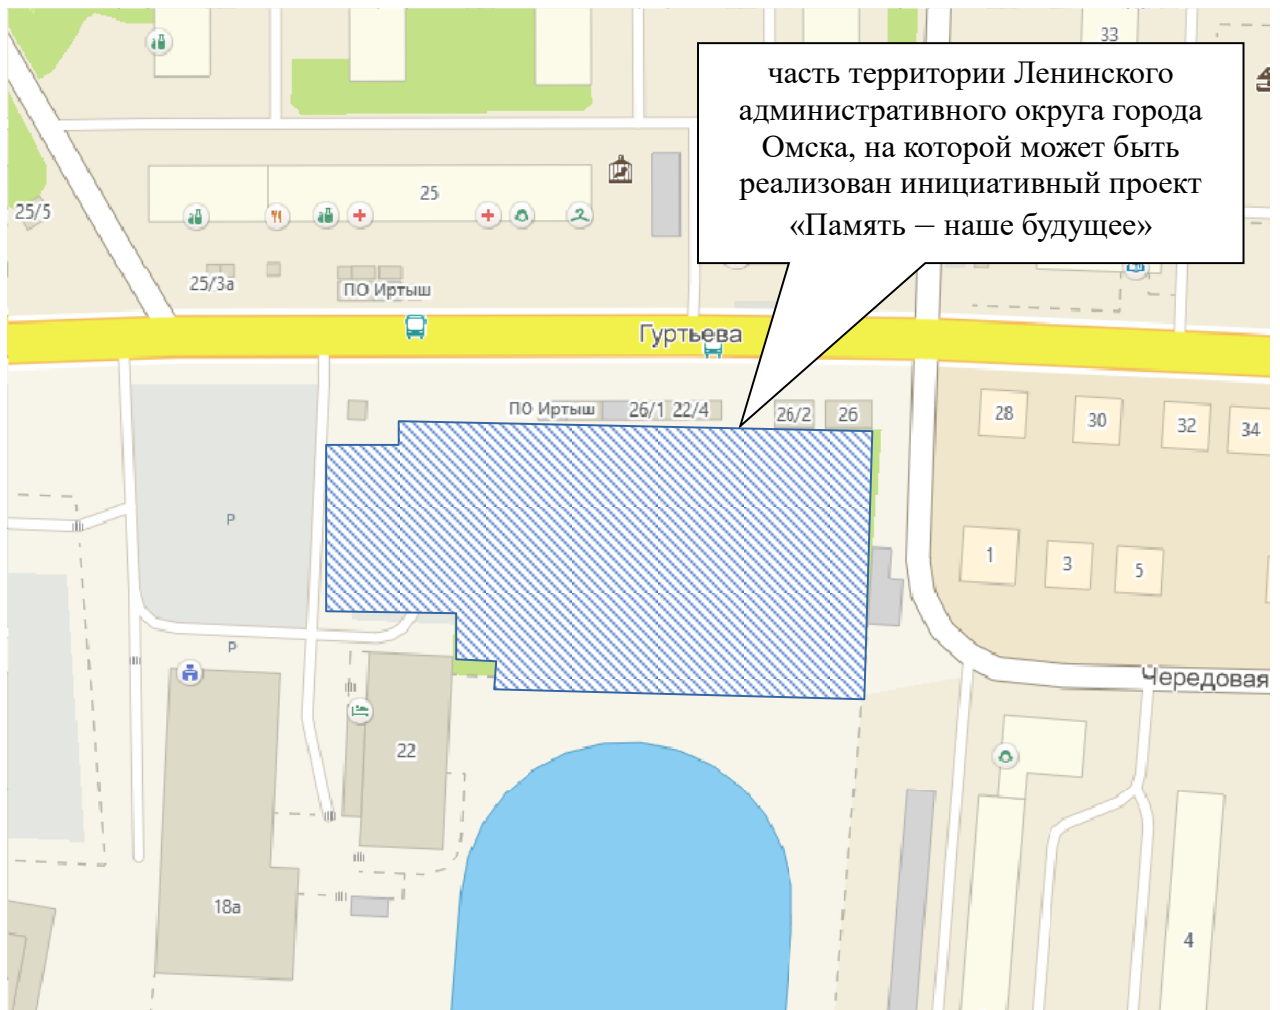 33
часть территории Ленинского
административного округа города
Омска, на которой может быть
реализован инициативный проект
«Память – наше будущее»
25
25/5
25/3а
ПО Иртыш
Гуртьева
ПО Иртыш
26/1
22/4
26/2
26
28
30
32
34
P
1
3
5
P
Чередовая
22
18а
4